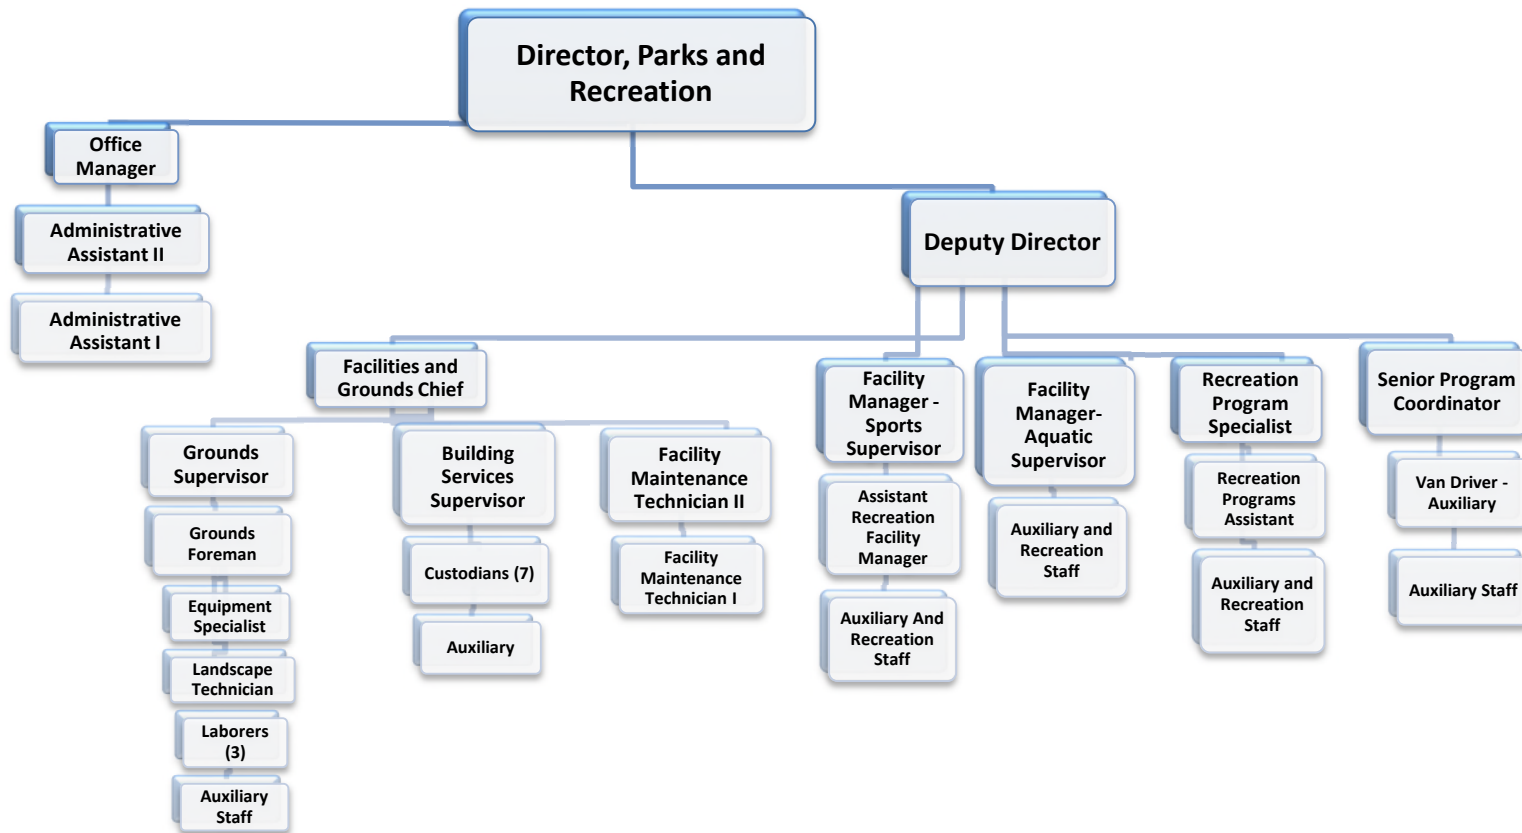 Director, Parks and
Recreation
Office
Manager
Administrative
Assistant II
Administrative
Assistant I
Deputy Director
Facilities and
Grounds Chief
Grounds
Supervisor
Grounds
Foreman
Equipment
Specialist
Landscape
Technician
Laborers
(3)
Auxiliary
Staff
Building
Services
Supervisor
Custodians (7)
Auxiliary
Facility
Maintenance
Technician II
Facility
Maintenance
Technician I
Facility
Manager -
Sports
Supervisor
Assistant
Recreation
Facility
Manager
Auxiliary And
Recreation
Staff
Facility
Manager-
Aquatic
Supervisor
Auxiliary and
Recreation
Staff
Recreation
Program
Specialist
Recreation
Programs
Assistant
Auxiliary and
Recreation
Staff
Senior Program
Coordinator
Van Driver -
Auxiliary
Auxiliary Staff